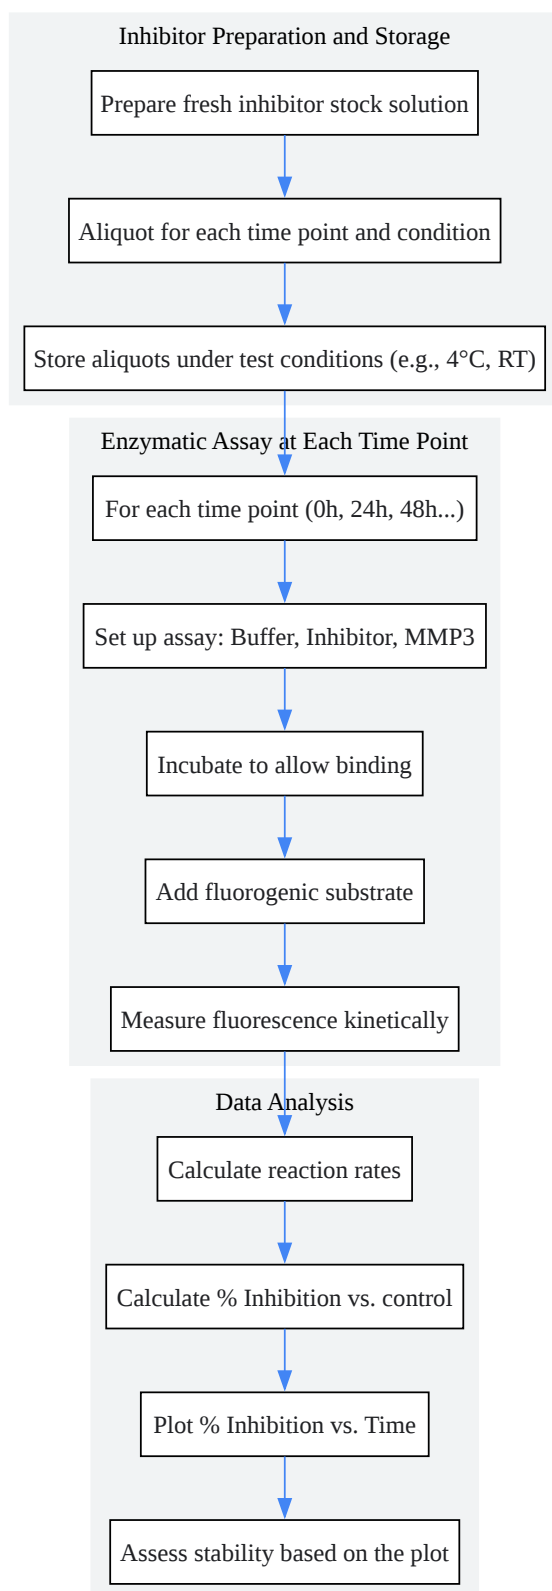 Inhibitor Preparation and Storage
Prepare fresh inhibitor stock solution
Aliquot for each time point and condition
Store aliquots under test conditions (e.g., 4°C, RT)
Enzymatic Assay at Each Time Point
For each time point (0h, 24h, 48h...)
Set up assay: Buffer, Inhibitor, MMP3
Incubate to allow binding
Add fluorogenic substrate
Measure fluorescence kinetically
Data Analysis
Calculate reaction rates
Calculate % Inhibition vs. control
Plot % Inhibition vs. Time
Assess stability based on the plot